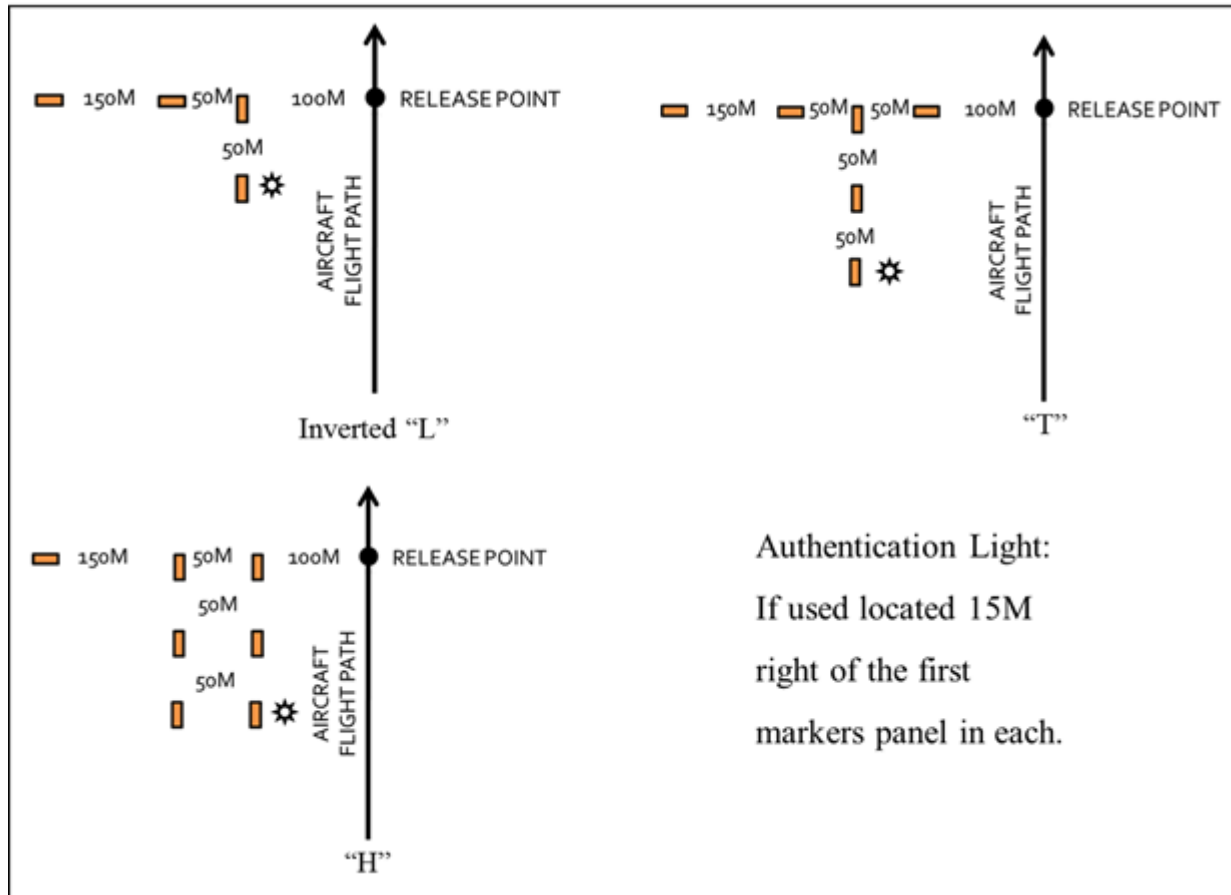 150M 50M 100M RELEASE POINT
50M
AIRCRAFT
FLIGHT PATH
Inverted “L”
150M 50M 50M 100M RELEASE POINT
50M
50M
AIRCRAFT
FLIGHT PATH
“T”
150M 50M 100M RELEASE POINT
50M
50M
AIRCRAFT
FLIGHT PATH
“H”
Authentication Light:
If used located 15M
right of the first
markers panel in each.